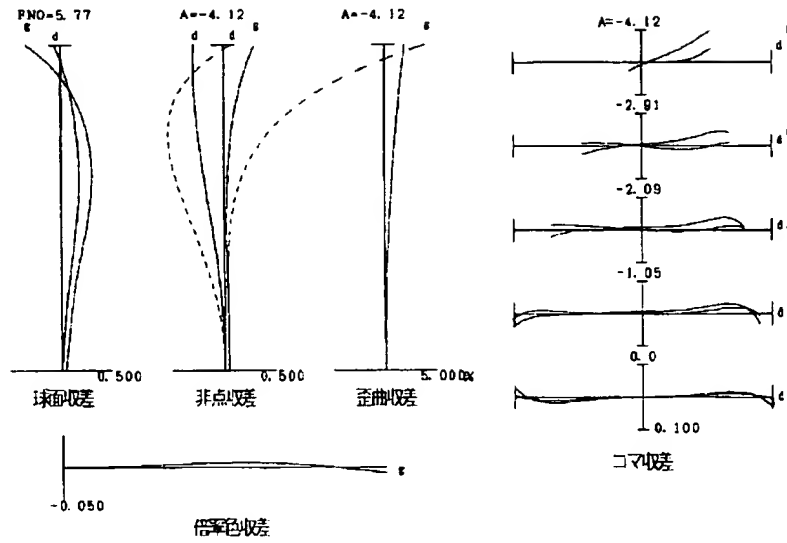 FNO=5.77
g
d
0.500
球面収差
A=-4.12
d
d
g
0.500
非点収差
A=-4.12
5.000%
歪曲収差
A=-4.12
d
-2.91
d
-2.09
d
-1.05
d
0.0
d
0.100
コマ収差
g
-0.050
倍率色収差